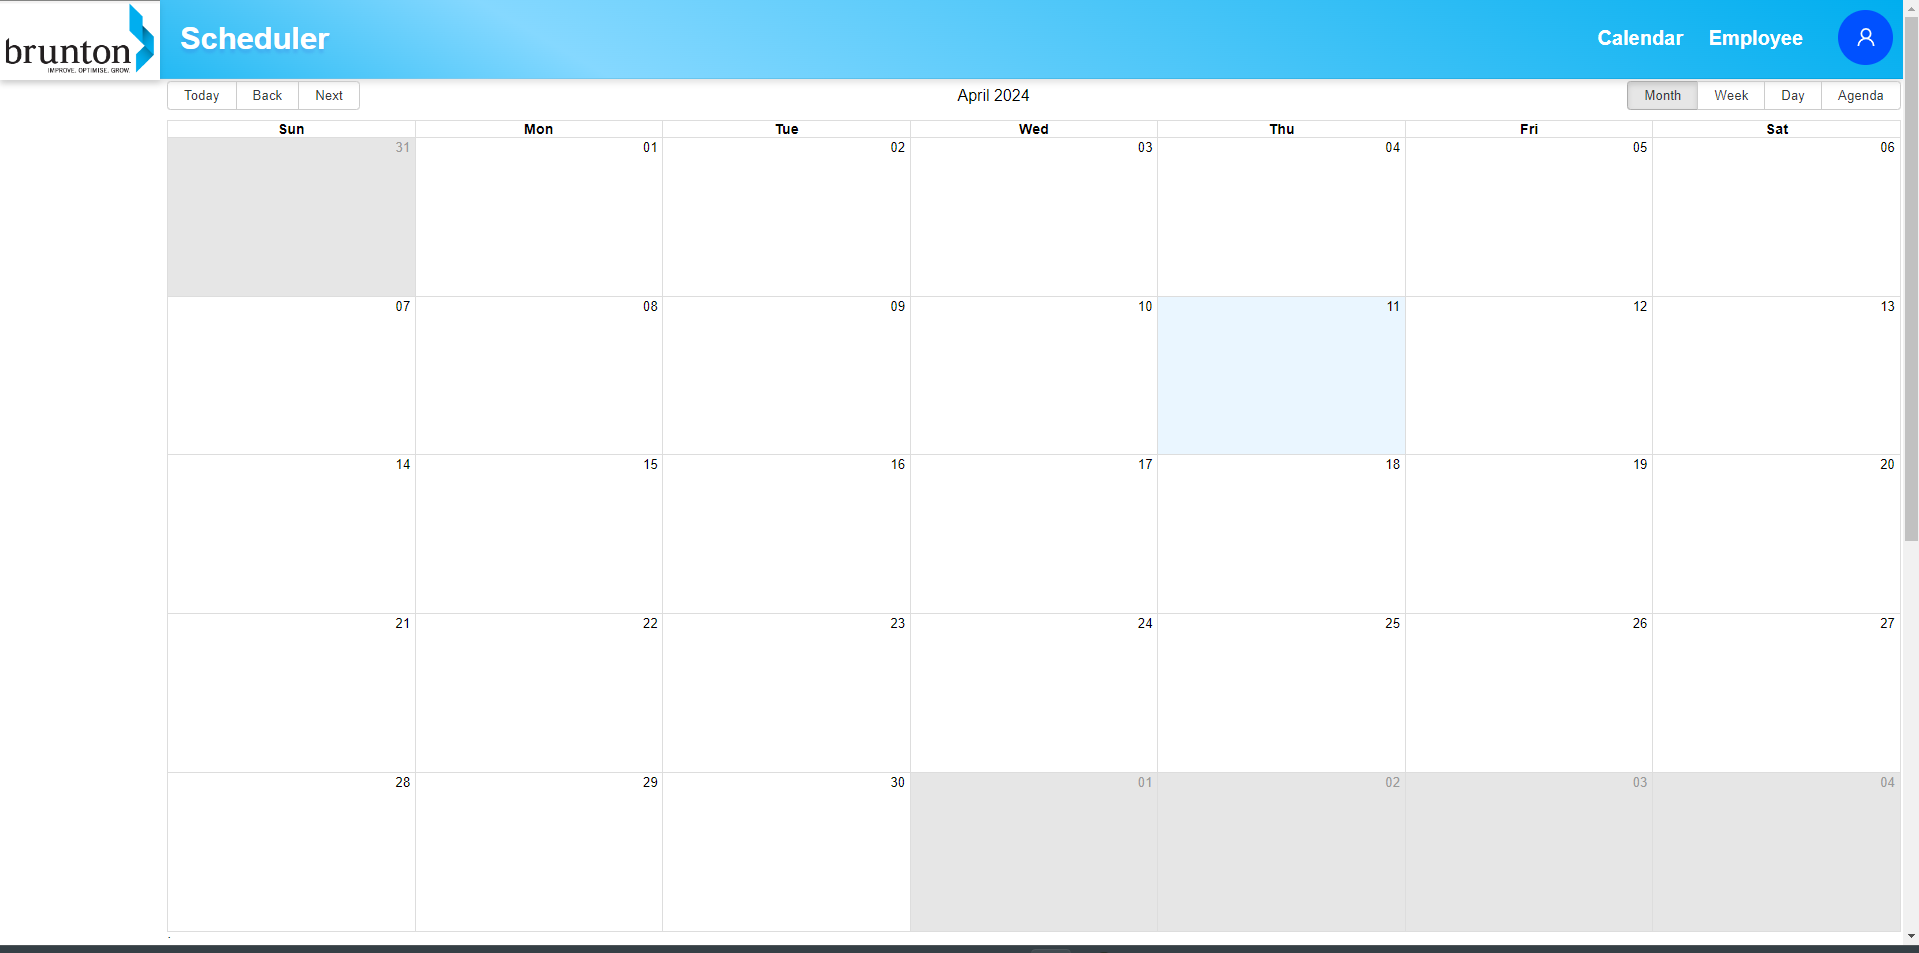 brunton
IMPROVE. OPTIMISE. GROW.
Scheduler
Calendar Employee
Today Back Next
April 2024
Month Week Day Agenda
Sun Mon Tue Wed Thu Fri Sat
31 01 02 03 04 05 06
07 08 09 10 11 12 13
14 15 16 17 18 19 20
21 22 23 24 25 26 27
28 29 30 01 02 03 04